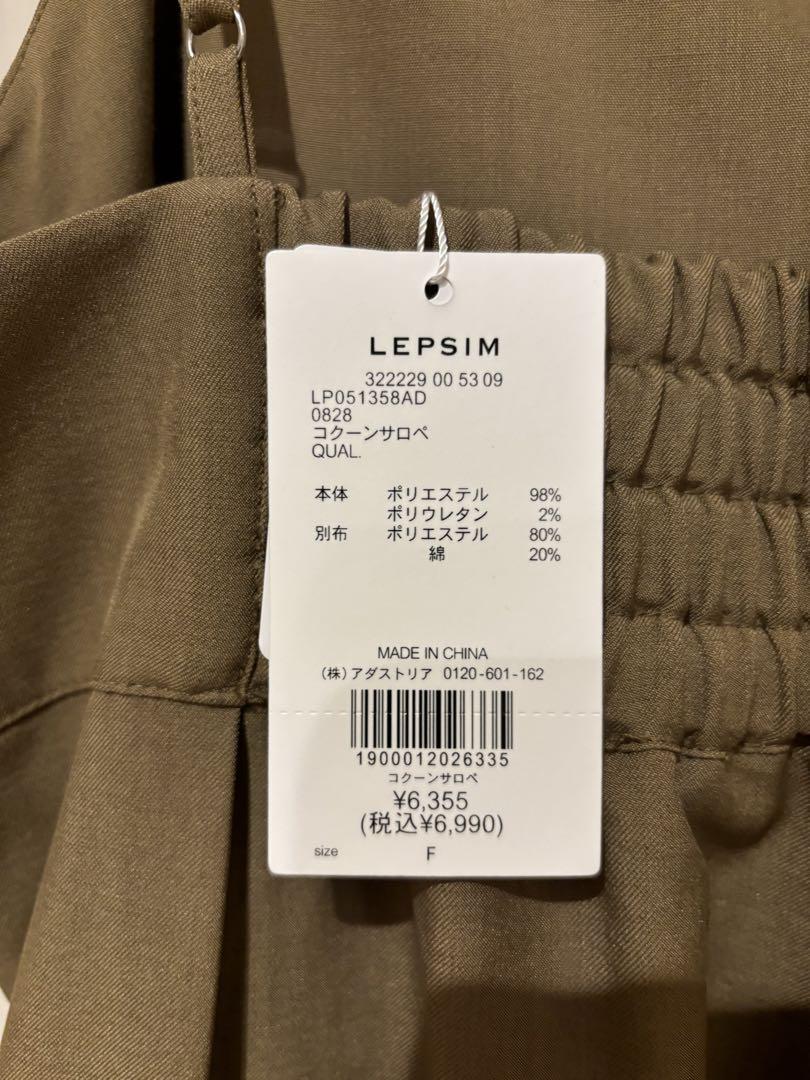 LEPSIM
322229 00 53 09
LP051358AD
0828
コクーンサロペ
QUAL.
本体 ポリエステル 98%
ポリウレタン 2%
別布 ポリエステル 80%
綿 20%
MADE IN CHINA
(株)アダストリア 0120-601-162
1900012026335
コクーンサロペ
¥6,355
(税込¥6,990)
size F